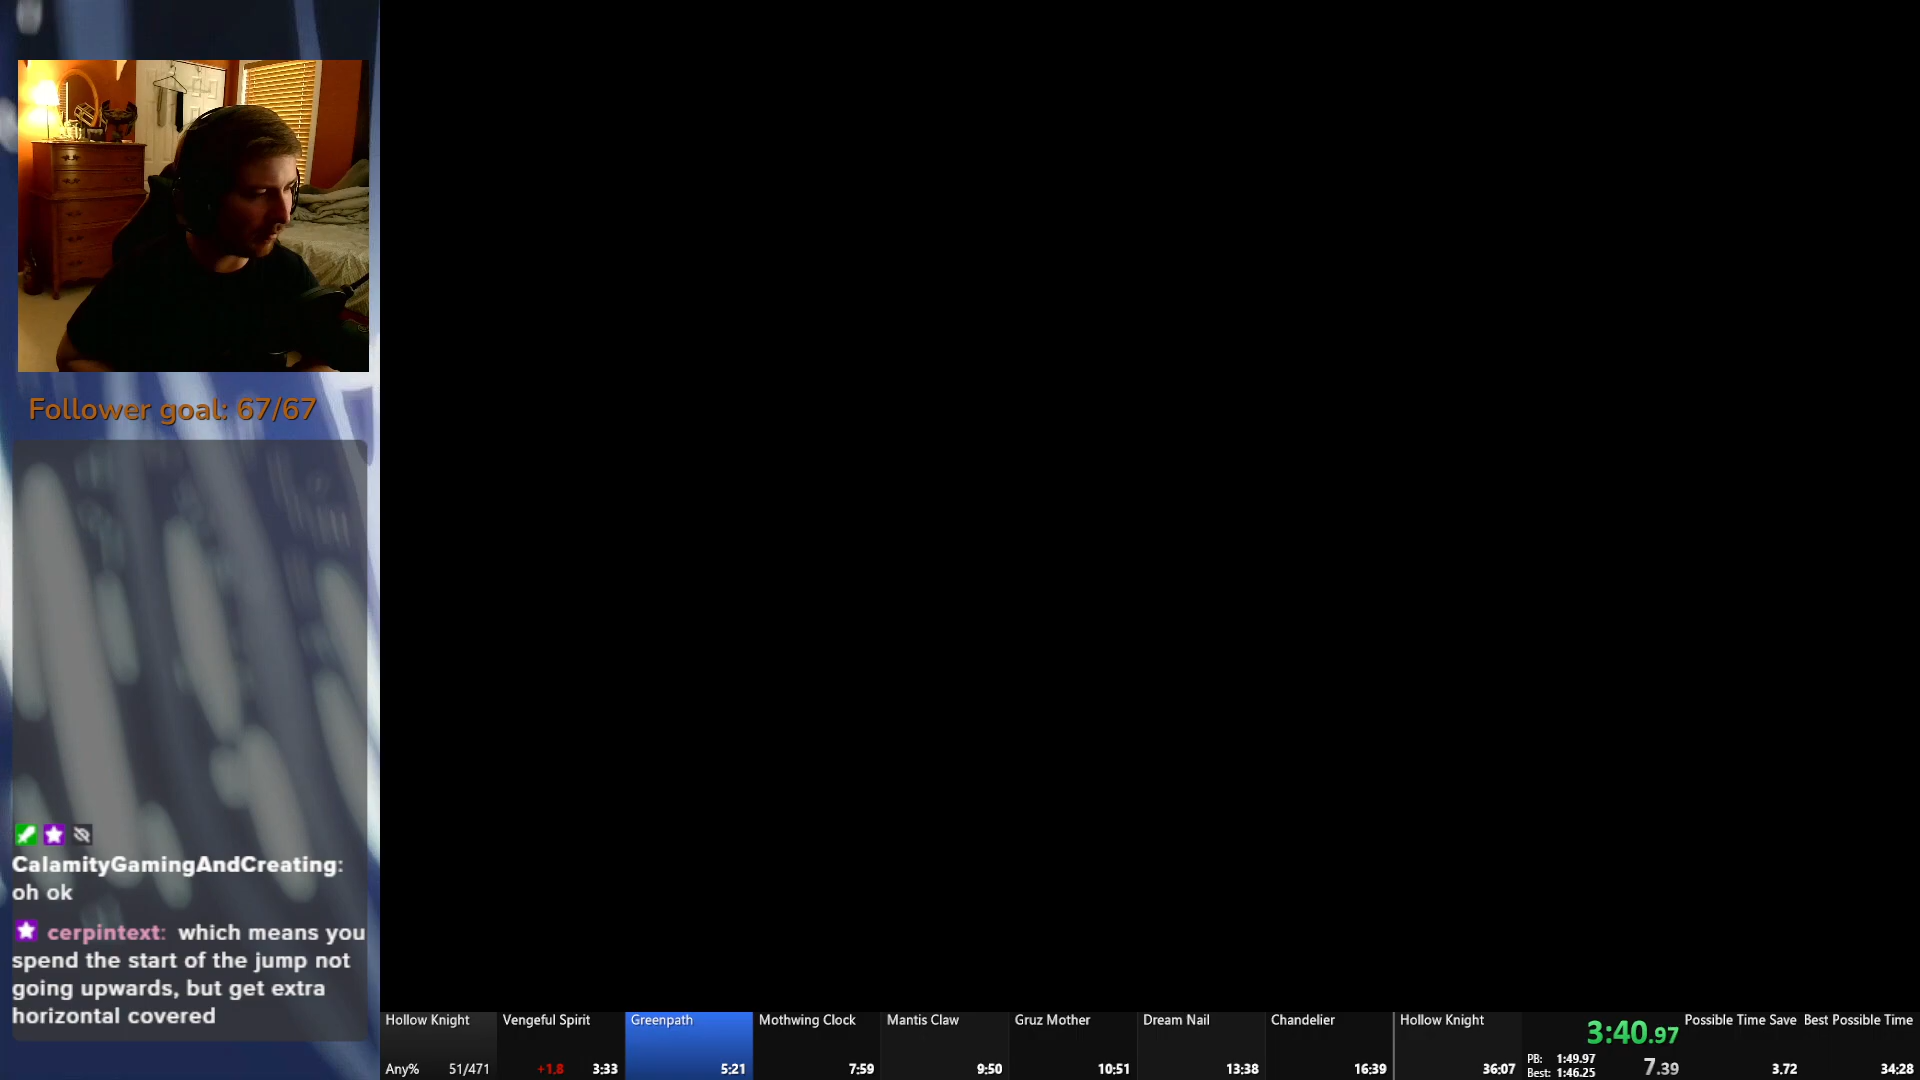 Follower goal: 67/67
CalamityGamingAndCreating:
oh ok
cerpintext: which means you
spend the start of the jump not
going upwards, but get extra
horizontal covered
Hollow Knight
Any% 51/471
Vengeful Spirit
+1.8 3:33
Greenpath
5:21
Mothwing Clock
7:59
Mantis Claw
9:50
Gruz Mother
10:51
Dream Nail
13:38
Chandelier
16:39
Hollow Knight
36:07
3:40.97
PB: 1:49.97
Best: 1:46.25
7.39
Possible Time Save
3.72
Best Possible Time
34:28